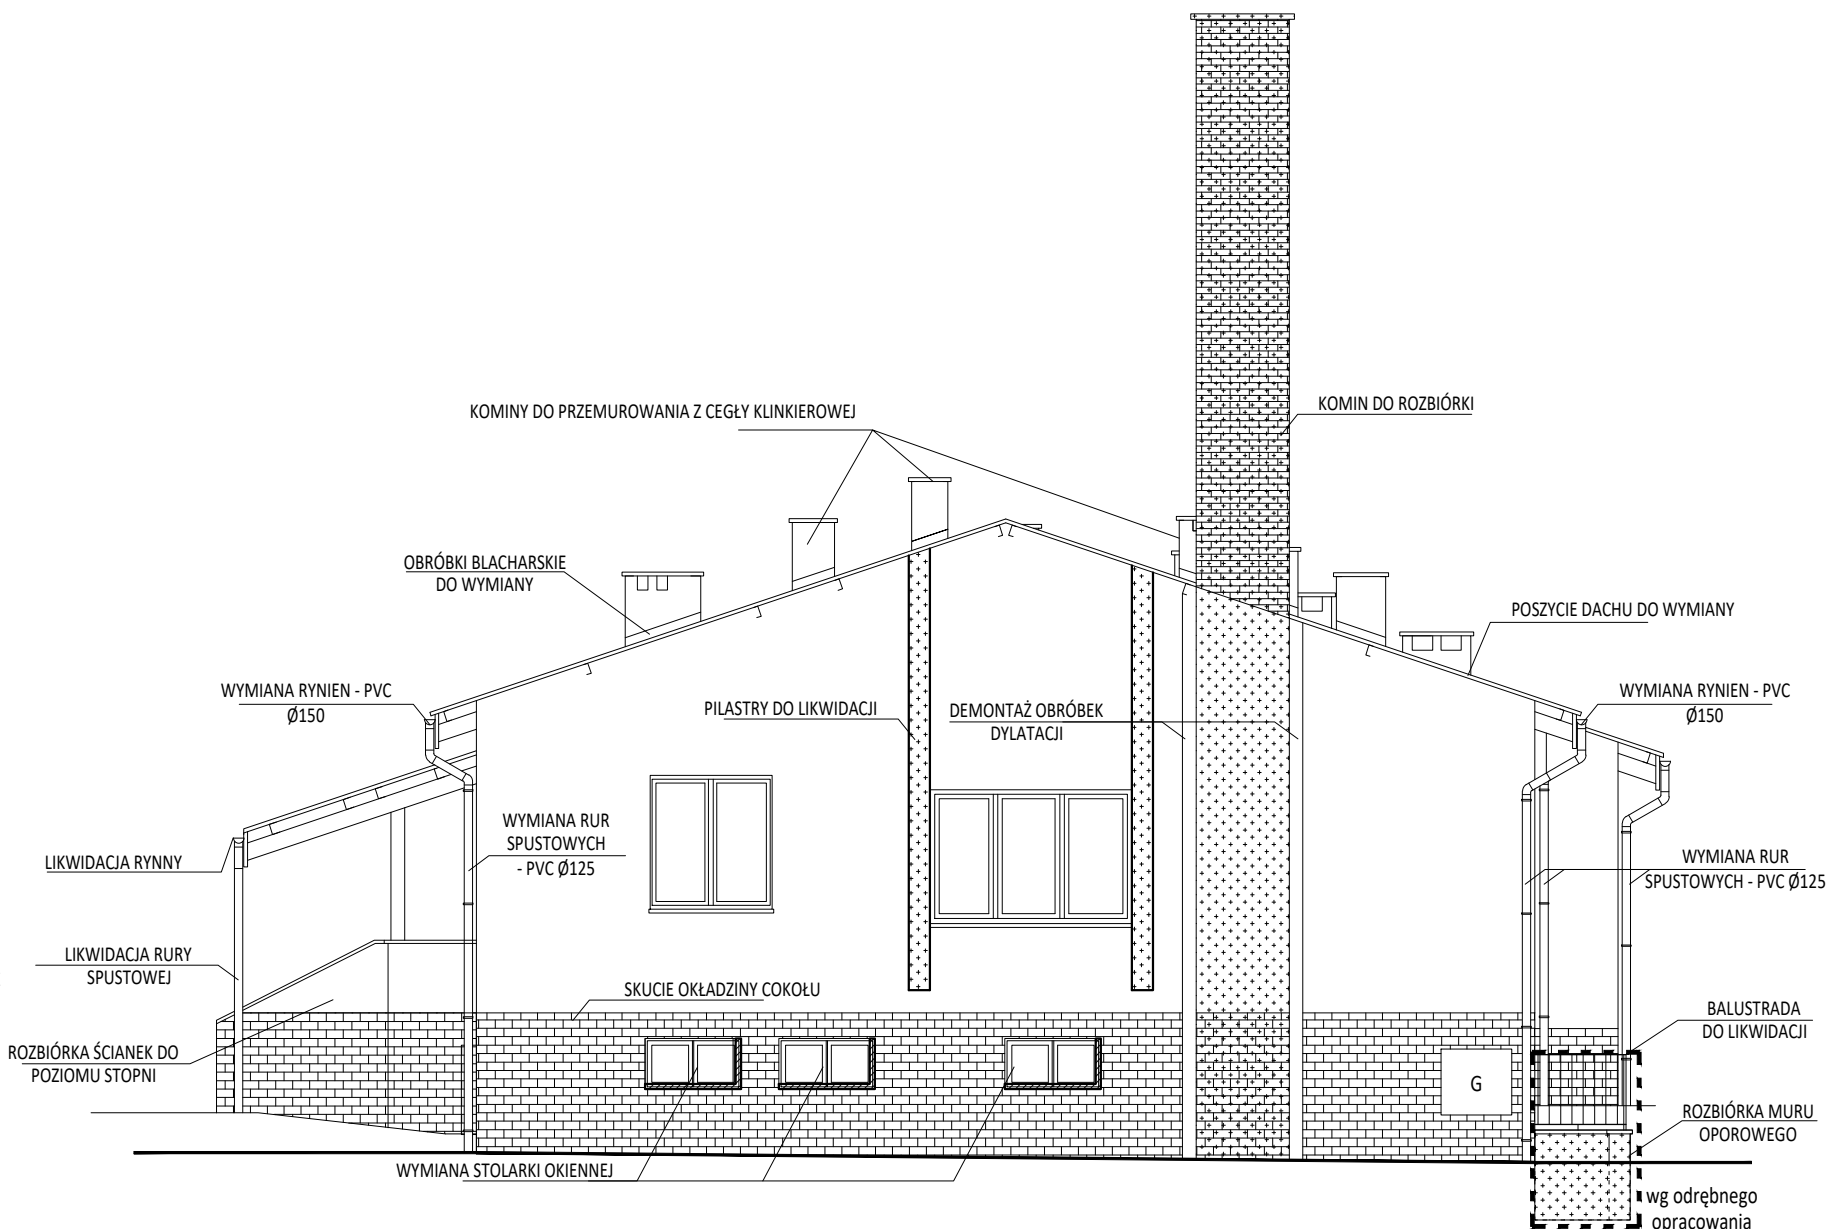 KOMINY DO PRZEMUROWANIA Z CEGŁY KLINKIEROWEJ
KOMIN DO ROZBIÓRKI
OBRÓBKI BLACHARSKIE
DO WYMIANY
POSZYCIE DACHU DO WYMIANY
WYMIANA RYNIEN - PVC
Ø150
PILASTRY DO LIKWIDACJI
DEMONTAŻ OBRÓBEK
DYLATACJI
WYMIANA RYNIEN - PVC
Ø150
WYMIANA RUR
SPUSTOWYCH
- PVC Ø125
LIKWIDACJA RYNNY
WYMIANA RUR
SPUSTOWYCH - PVC Ø125
LIKWIDACJA RURY
SPUSTOWEJ
SKUCIE OKŁADZINY COKOŁU
BALUSTRADA
DO LIKWIDACJI
ROZBIÓRKA ŚCIANEK DO
POZIOMU STOPNI
G
ROZBIÓRKA MURU
OPOROWEGO
WYMIANA STOLARKI OKIENNEJ
wg odrębnego
opracowania